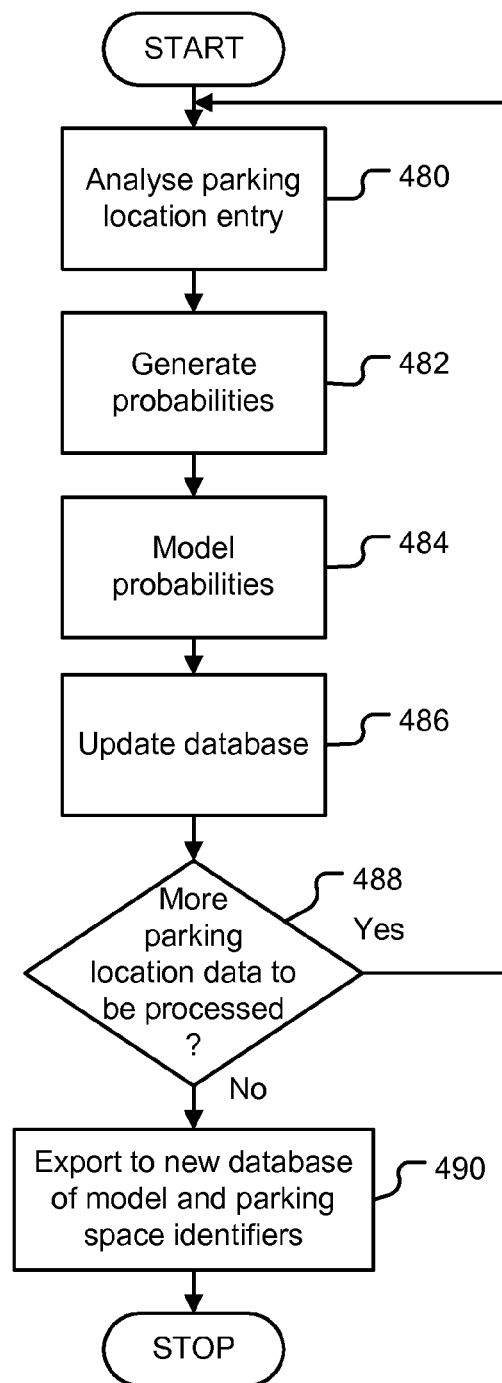 START
Analyse parking
location entry
480
Generate
probabilities
482
Model
probabilities
484
Update database
486
More
parking
location data to
be processed
?
488
Yes
No
Export to new database
of model and parking
space identifiers
490
STOP